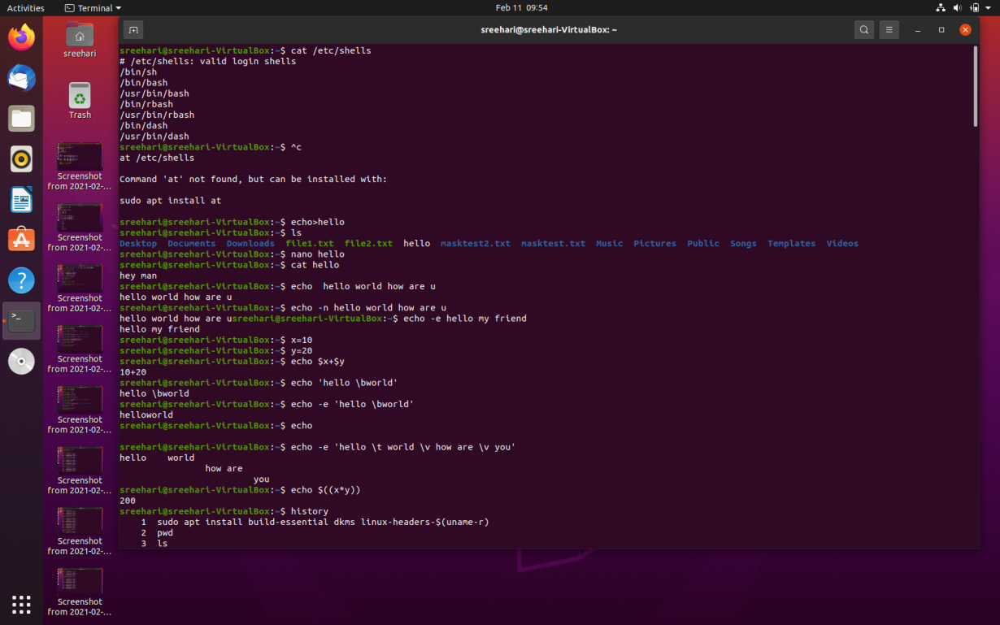 Activities Terminal Feb 11 09:54
sreehari
Trash
Screenshot
from 2021-02-...
Screenshot
from 2021-02-...
Screenshot
from 2021-02-...
Screenshot
from 2021-02-...
Screenshot
from 2021-02-...
Screenshot
from 2021-02-...
Screenshot
from 2021-02-...
Screenshot
from 2021-02-...
sreehari@sreehari-VirtualBox: ~
sreehari@sreehari-VirtualBox:~$ cat /etc/shells
# /etc/shells: valid login shells
/bin/sh
/bin/bash
/usr/bin/bash
/bin/rbash
/usr/bin/rbash
/bin/dash
/usr/bin/dash
sreehari@sreehari-VirtualBox:~$ ^c
at /etc/shells
Command 'at' not found, but can be installed with:
sudo apt install at
sreehari@sreehari-VirtualBox:~$ echo>hello
sreehari@sreehari-VirtualBox:~$ ls
Desktop Documents Downloads file1.txt file2.txt hello masktest2.txt masktest.txt Music Pictures Public Songs Templates Videos
sreehari@sreehari-VirtualBox:~$ nano hello
sreehari@sreehari-VirtualBox:~$ cat hello
hey man
sreehari@sreehari-VirtualBox:~$ echo  hello world how are u
hello world how are u
sreehari@sreehari-VirtualBox:~$ echo -n hello world how are u
hello world how are usreehari@sreehari-VirtualBox:~$ echo -e hello my friend
hello my friend
sreehari@sreehari-VirtualBox:~$ x=10
sreehari@sreehari-VirtualBox:~$ y=20
sreehari@sreehari-VirtualBox:~$ echo $x+$y
10+20
sreehari@sreehari-VirtualBox:~$ echo 'hello \bworld'
hello \bworld
sreehari@sreehari-VirtualBox:~$ echo -e 'hello \bworld'
helloworld
sreehari@sreehari-VirtualBox:~$ echo
sreehari@sreehari-VirtualBox:~$ echo -e 'hello \t world \v how are \v you'
hello    world
how are
you
sreehari@sreehari-VirtualBox:~$ echo $((x*y))
200
sreehari@sreehari-VirtualBox:~$ history
1  sudo apt install build-essential dkms linux-headers-$(uname-r)
2  pwd
3  ls